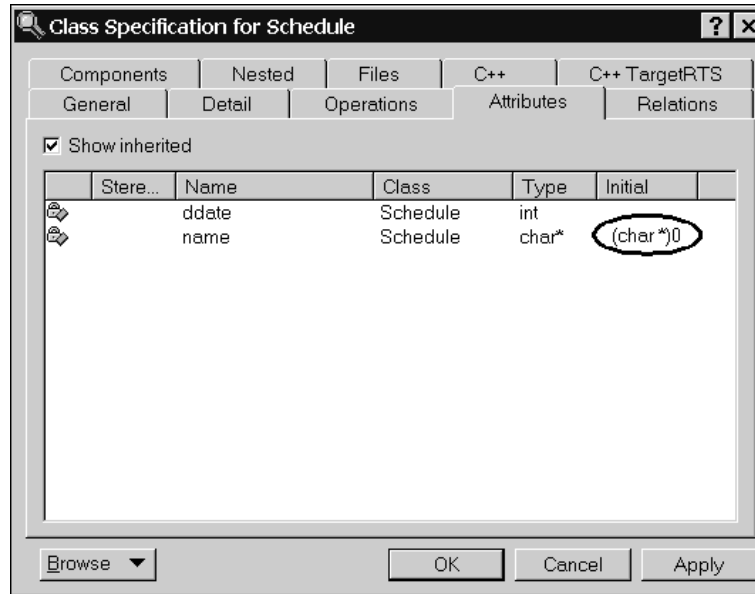 Class Specification for Schedule
Components Nested Files C++ C++ TargetRTS
General Detail Operations Attributes Relations
Show inherited
Stere... Name Class Type Initial
ddate Schedule int
name Schedule char* (char *)0
Browse OK Cancel Apply